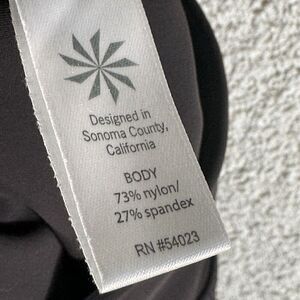 Designed in
Sonoma County,
California
BODY
73% nylon/
27% spandex
RN #54023